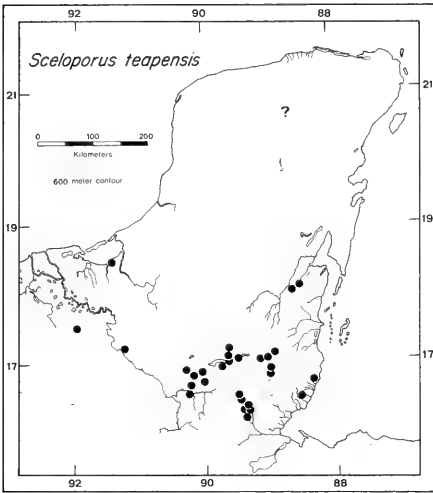 92 90 88
Sceloporus teapensis
21 21
?
0 100 200
Kilometers
600 meter contour
19 19
17 17
92 90 88